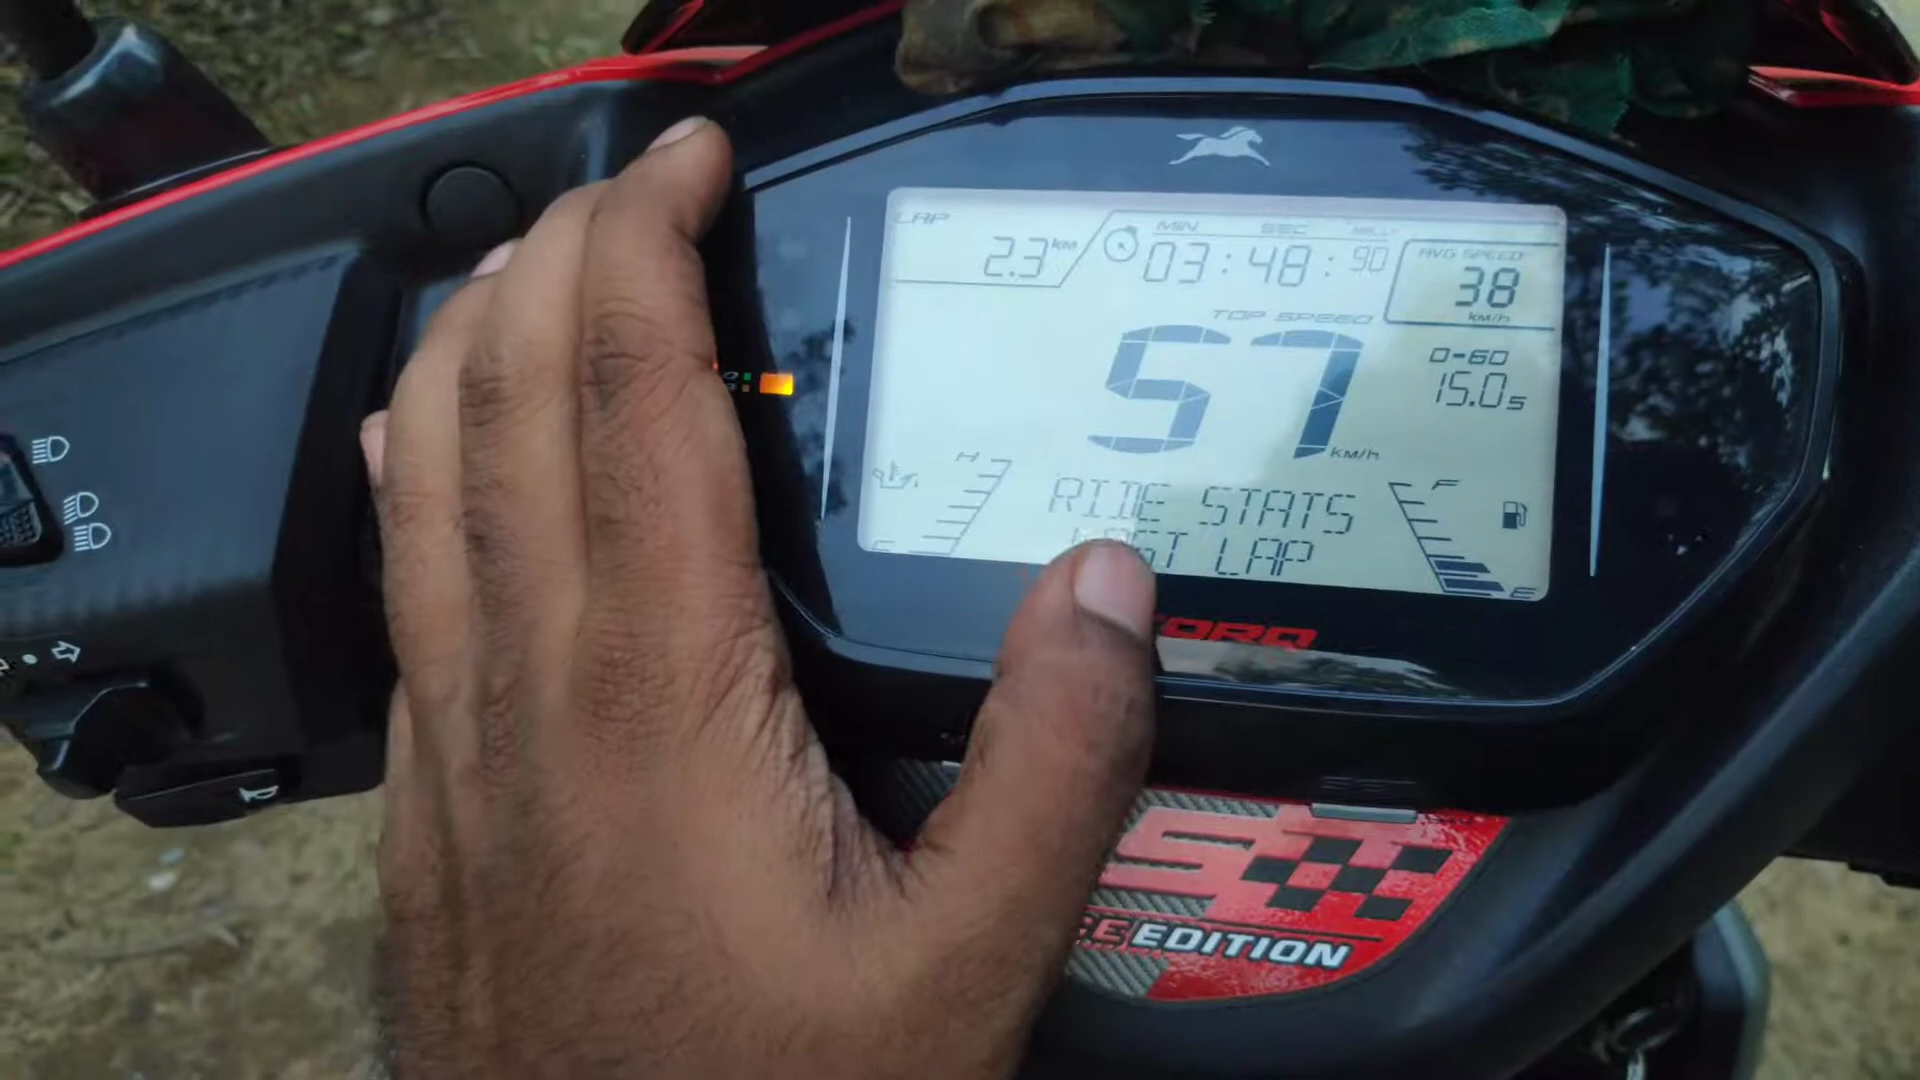 LAP
2.3 KM
MIN SEC MILLI
03:48:90
AVG SPEED
38
KM/H
TOP SPEED
57
KM/H
0-60
15.0s
H
F
RIDE STATS
LAP
C
E
TORQ
EDITION